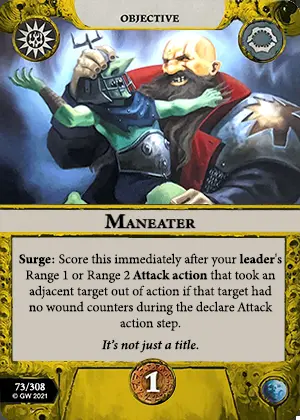 OBJECTIVE
MANEATER
Surge: Score this immediately after your leader's
Range 1 or Range 2 Attack action that took an
adjacent target out of action if that target had
no wound counters during the declare Attack
action step.
It's not just a title.
73/308
© GW 2021
1